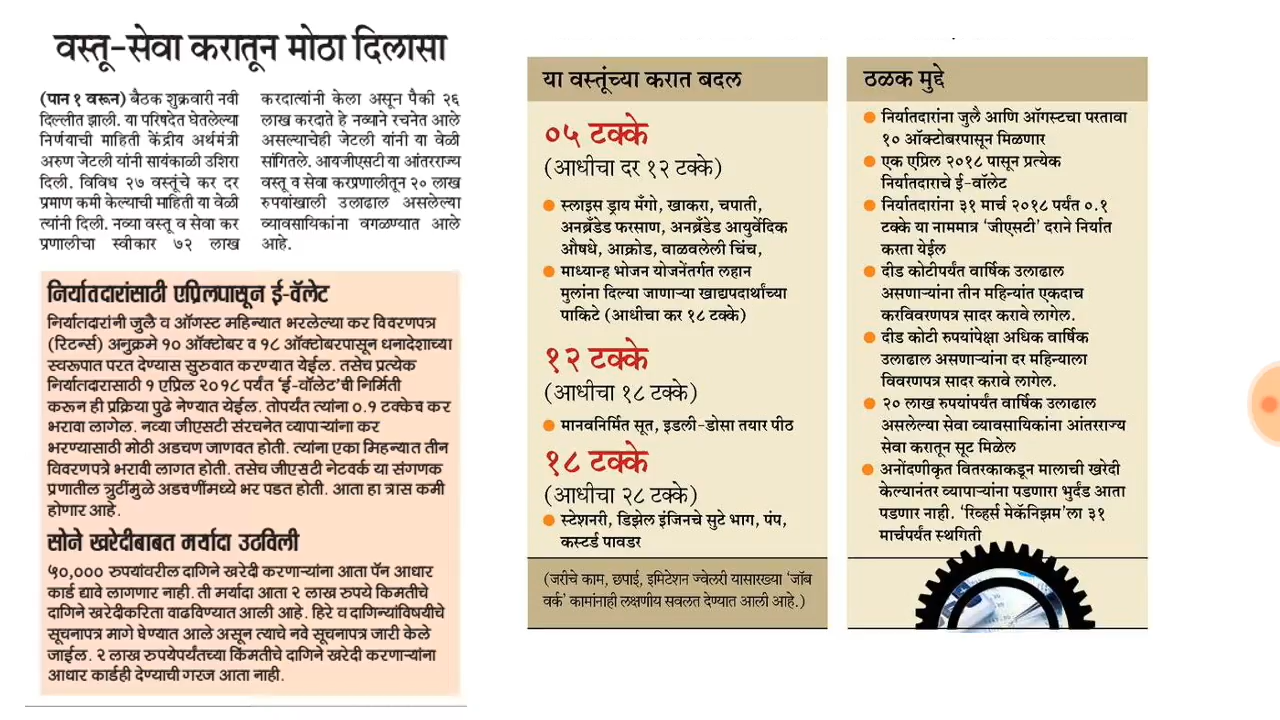 वस्तू-सेवा करातून मोठा दिलासा
(पान १ वरून) बैठक शुक्रवारी नवी
दिल्लीत झाली. या परिषदेत घेतलेल्या
निर्णयाची माहिती केंद्रीय अर्थमंत्री
अरुण जेटली यांनी सायंकाळी उशिरा
दिली. विविध २७ वस्तूंचे कर दर
प्रमाण कमी केल्याची माहिती या वेळी
त्यांनी दिली. नव्या वस्तू व सेवा कर
प्रणालीचा स्वीकार ७२ लाख
करदात्यांनी केला असून पैकी २६
लाख करदाते हे नव्याने रचनेत आले
असल्याचेही जेटली यांनी या वेळी
सांगितले. आयजीएसटी या आंतरराज्य
वस्तू व सेवा करप्रणालीतून २० लाख
रुपयांखाली उलाढाल असलेल्या
व्यावसायिकांना वगळण्यात आले
आहे.
निर्यातदारांसाठी एप्रिलपासून ई-वॅलेट
निर्यातदारांनी जुलै व ऑगस्ट महिन्यात भरलेल्या कर विवरणपत्र
(रिटर्न्स) अनुक्रमे १० ऑक्टोबर व १८ ऑक्टोबरपासून धनादेशाच्या
स्वरूपात परत देण्यास सुरुवात करण्यात येईल. तसेच प्रत्येक
निर्यातदारासाठी १ एप्रिल २०१८ पर्यंत 'ई-वॉलेट'ची निर्मिती
करून ही प्रक्रिया पुढे नेण्यात येईल. तोपर्यंत त्यांना ०.१ टक्केच कर
भरावा लागेल. नव्या जीएसटी संरचनेत व्यापाऱ्यांना कर
भरण्यासाठी मोठी अडचण जाणवत होती. त्यांना एका मिहन्यात तीन
विवरणपत्रे भरावी लागत होती. तसेच जीएसटी नेटवर्क या संगणक
प्रणातील त्रुटींमुळे अडचणींमध्ये भर पडत होती. आता हा त्रास कमी
होणार आहे.
सोने खरेदीबाबत मर्यादा उठविली
५०,००० रुपयांवरील दागिने खरेदी करणाऱ्यांना आता पॅन आधार
कार्ड द्यावे लागणार नाही. ती मर्यादा आता २ लाख रुपये किमतीचे
दागिने खरेदीकरिता वाढविण्यात आली आहे. हिरे व दागिन्यांविषयीचे
सूचनापत्र मागे घेण्यात आले असून त्याचे नवे सूचनापत्र जारी केले
जाईल. २ लाख रुपयेपर्यंतच्या किंमतीचे दागिने खरेदी करणाऱ्यांना
आधार कार्डही देण्याची गरज आता नाही.
या वस्तूंच्या करात बदल
०५ टक्के
(आधीचा दर १२ टक्के)
स्लाइस ड्राय मँगो, खाकरा, चपाती,
अनब्रँडेड फरसाण, अनब्रँडेड आयुर्वेदिक
औषधे, आक्रोड, वाळवलेली चिंच,
माध्यान्ह भोजन योजनेंतर्गत लहान
मुलांना दिल्या जाणाऱ्या खाद्यपदार्थांच्या
पाकिटे (आधीचा कर १८ टक्के)
१२ टक्के
(आधीचा १८ टक्के)
मानवनिर्मित सूत, इडली-डोसा तयार पीठ
१८ टक्के
(आधीचा २८ टक्के)
स्टेशनरी, डिझेल इंजिनचे सुटे भाग, पंप,
कस्टर्ड पावडर
(जरीचे काम, छपाई, इमिटेशन ज्वेलरी यासारख्या 'जॉब
वर्क' कामांनाही लक्षणीय सवलत देण्यात आली आहे.)
ठळक मुद्दे
निर्यातदारांना जुलै आणि ऑगस्टचा परतावा
१० ऑक्टोबरपासून मिळणार
एक एप्रिल २०१८ पासून प्रत्येक
निर्यातदाराचे ई-वॉलेट
निर्यातदारांना ३१ मार्च २०१८ पर्यंत ०.१
टक्के या नाममात्र 'जीएसटी' दराने निर्यात
करता येईल
दीड कोटीपर्यंत वार्षिक उलाढाल
असणाऱ्यांना तीन महिन्यांत एकदाच
करविवरणपत्र सादर करावे लागेल.
दीड कोटी रुपयांपेक्षा अधिक वार्षिक
उलाढाल असणाऱ्यांना दर महिन्याला
विवरणपत्र सादर करावे लागेल.
२० लाख रुपयांपर्यंत वार्षिक उलाढाल
असलेल्या सेवा व्यावसायिकांना आंतरराज्य
सेवा करातून सूट मिळेल
अनोंदणीकृत वितरकाकडून मालाची खरेदी
केल्यानंतर व्यापाऱ्यांना पडणारा भुर्दंड आता
पडणार नाही. 'रिव्हर्स मेकॅनिझम'ला ३१
मार्चपर्यंत स्थगिती